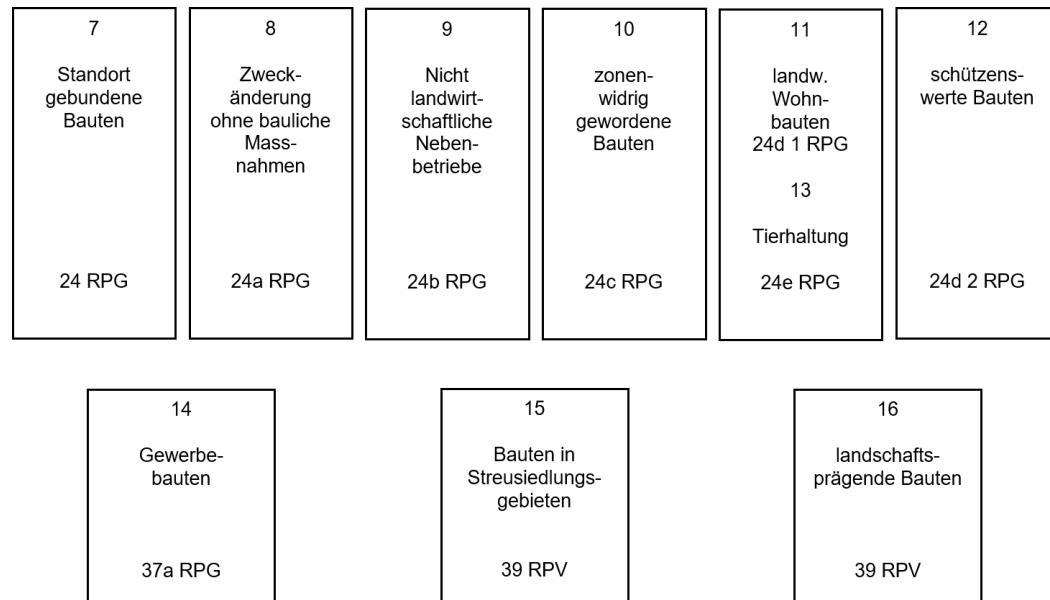 7
Standort
gebundene
Bauten
24 RPG
8
Zweck-
änderung
ohne bauliche
Mass-
nahmen
24a RPG
9
Nicht
landwirt-
schaftliche
Neben-
betriebe
24b RPG
10
zonen-
widrig
gewordene
Bauten
24c RPG
11
landw.
Wohn-
bauten
24d 1 RPG
13
Tierhaltung
24e RPG
12
schützens-
werte Bauten
24d 2 RPG
14
Gewerbe-
bauten
37a RPG
15
Bauten in
Streusiedlungs-
gebieten
39 RPV
16
landschafts-
prägende Bauten
39 RPV